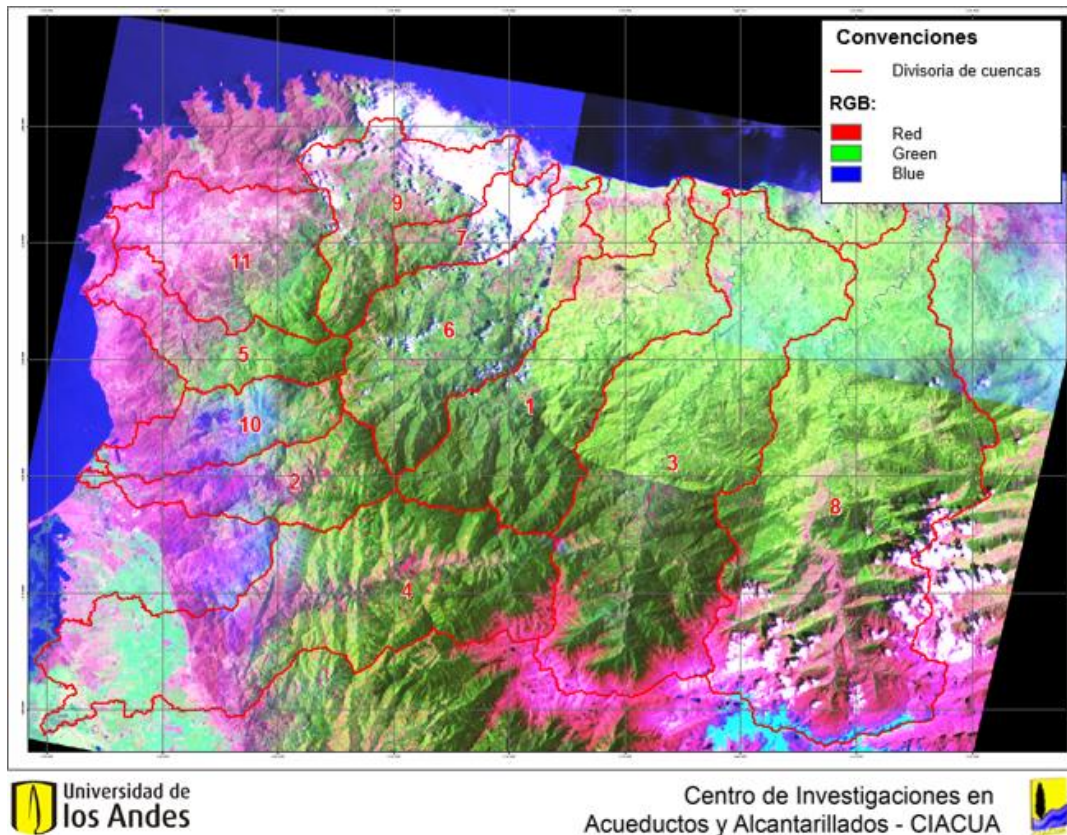 Convenciones
Divisoria de cuencas
RGB:
Red
Green
Blue
9
7
11
6
5
1
10
3
2
8
4
Universidad de
los Andes
Centro de Investigaciones en
Acueductos y Alcantarillados - CIACUA